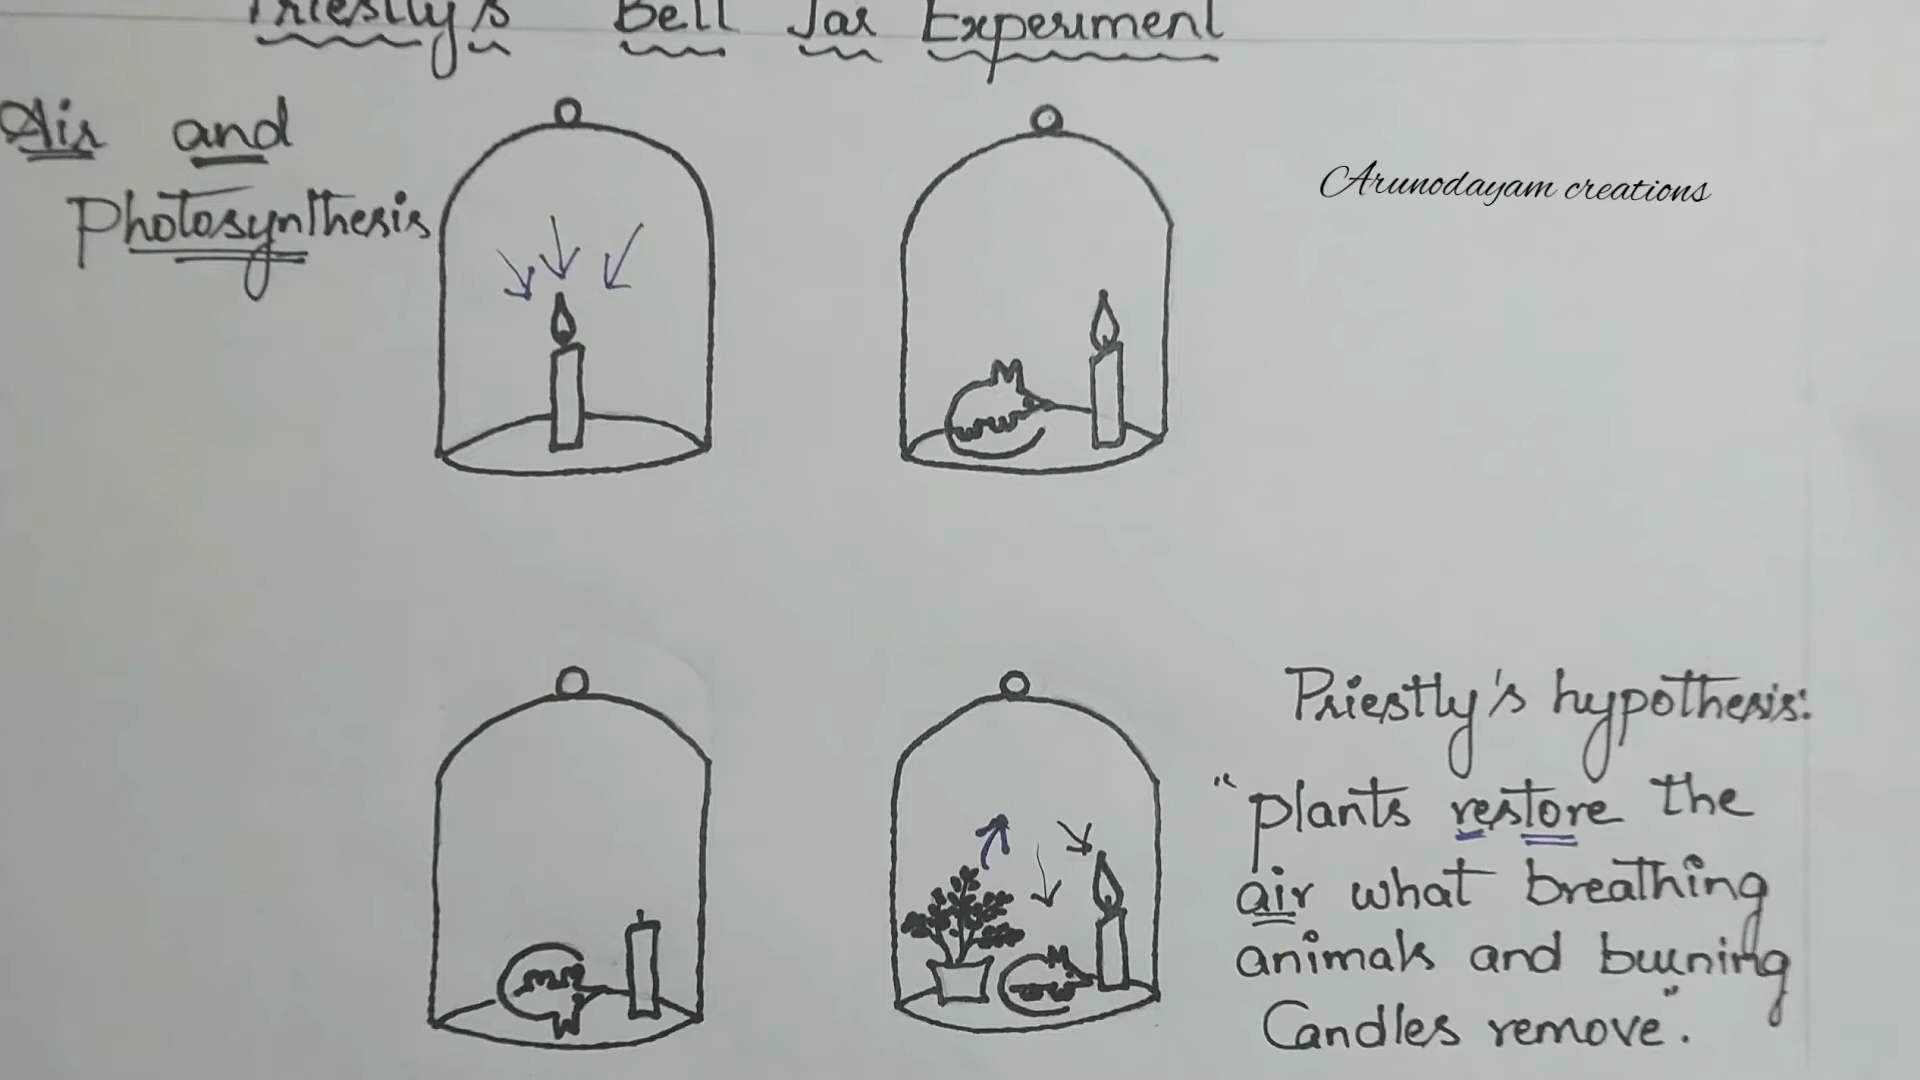 Priestly's Bell Jar Experiment
Air and
Photosynthesis
Arunodayam creations
Priestly's hypothesis:
"plants restore the
air what breathing
animals and burning
Candles remove".